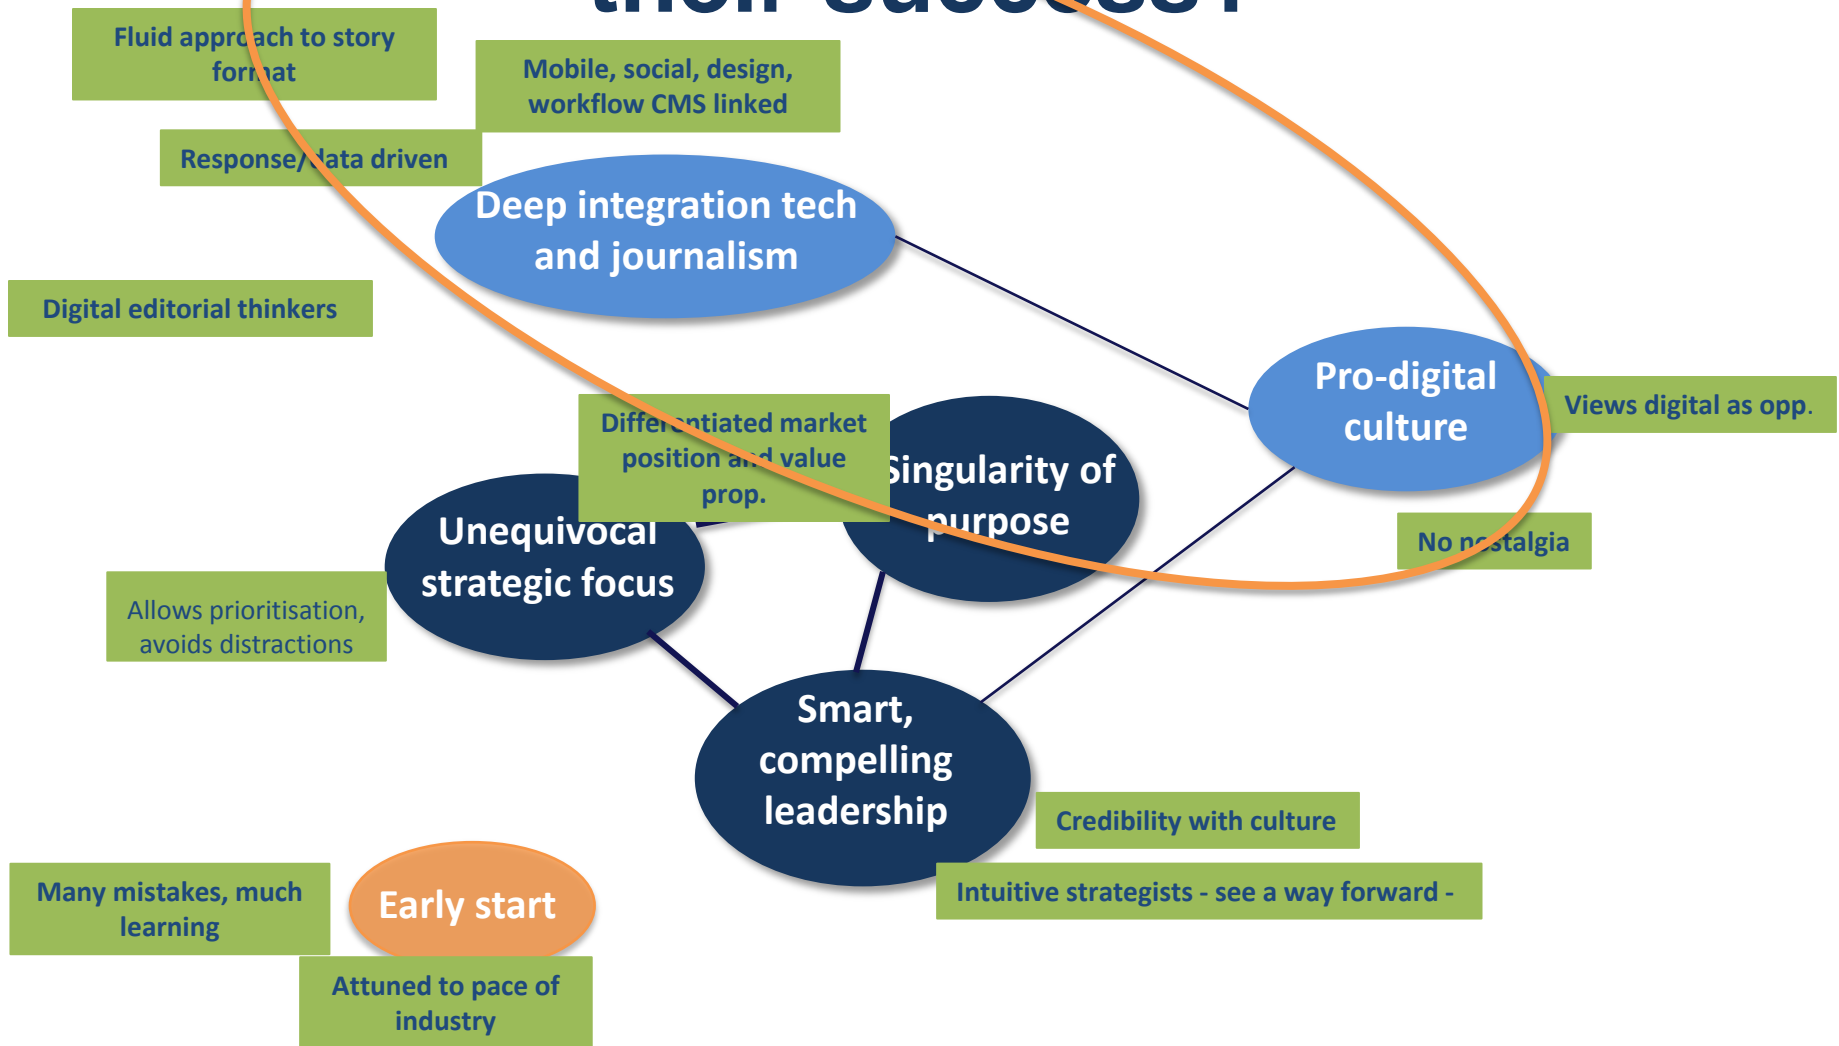 their success?
Fluid approach to story
format
Mobile, social, design,
workflow CMS linked
Response/data driven
Deep integration tech
and journalism
Digital editorial thinkers
Pro-digital
culture
Views digital as opp.
Differentiated market
position and value
prop.
Singularity of
purpose
Unequivocal
strategic focus
No nostalgia
Allows prioritisation,
avoids distractions
Smart,
compelling
leadership
Credibility with culture
Intuitive strategists - see a way forward -
Many mistakes, much
learning
Early start
Attuned to pace of
industry